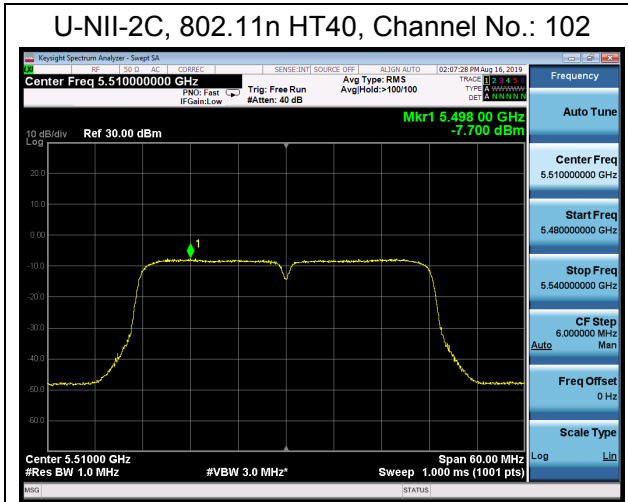 U-NII-2C, 802.11n HT40, Channel No.: 102
Keysight Spectrum Analyzer - Swept SA
RF 50 Ω AC CORREC SENSE:INT SOURCE OFF ALIGN AUTO 02:07:28 PM Aug 16, 2019
Center Freq 5.510000000 GHz
PNO: Fast
IFGain:Low
Trig: Free Run
#Atten: 40 dB
Avg Type: RMS
Avg|Hold:>100/100
TRACE 1 2 3 4 5 6
TYPE A WWWWW
DET A N N N N N
Frequency
Mkr1 5.498 00 GHz
-7.700 dBm
10 dB/div Ref 30.00 dBm
Log
20.0
10.0
0.00
-10.0
-20.0
-30.0
-40.0
-50.0
-60.0
1
Center 5.51000 GHz
Span 60.00 MHz
#Res BW 1.0 MHz #VBW 3.0 MHz* Sweep 1.000 ms (1001 pts)
Auto Tune
Center Freq
5.510000000 GHz
Start Freq
5.480000000 GHz
Stop Freq
5.540000000 GHz
CF Step
6.000000 MHz
Auto Man
Freq Offset
0 Hz
Scale Type
Log Lin
MSG STATUS